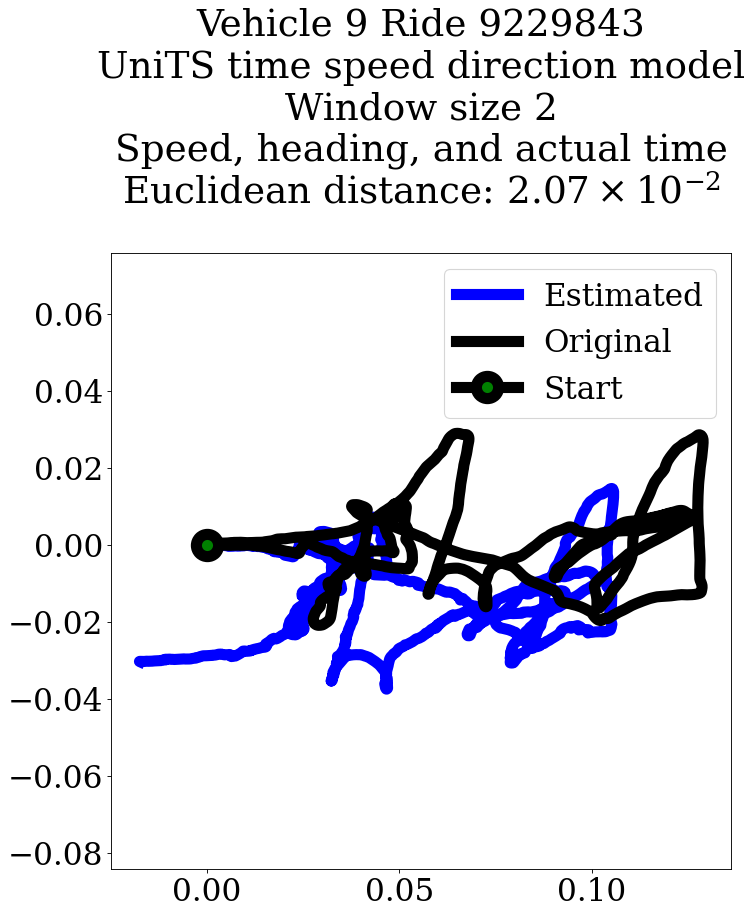 Vehicle 9 Ride 9229843
UniTS time speed direction model
Window size 2
Speed, heading, and actual time
Euclidean distance: 2.07 × 10⁻²
Estimated
Original
Start
0.06
0.04
0.02
0.00
−0.02
−0.04
−0.06
−0.08
0.00 0.05 0.10